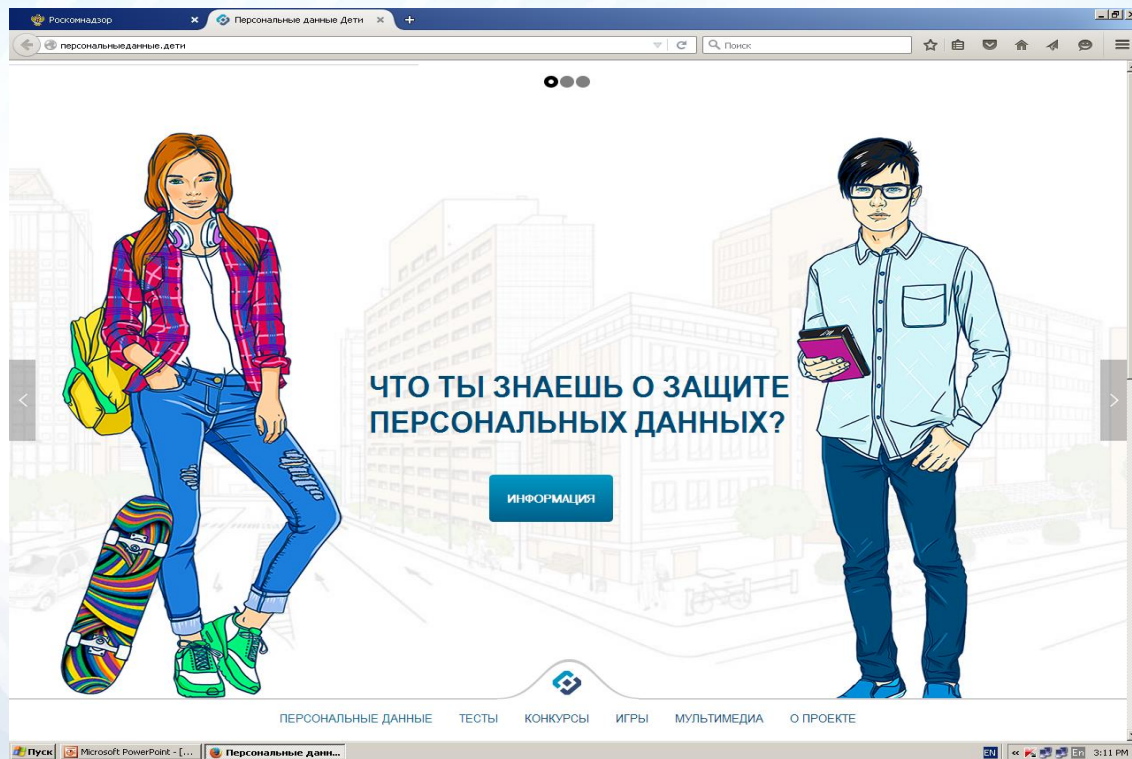 Роскомнадзор
Персональные данные Дети
персональныеданные.дети
Поиск
ЧТО ТЫ ЗНАЕШЬ О ЗАЩИТЕ
ПЕРСОНАЛЬНЫХ ДАННЫХ?
ИНФОРМАЦИЯ
ПЕРСОНАЛЬНЫЕ ДАННЫЕ ТЕСТЫ КОНКУРСЫ ИГРЫ МУЛЬТИМЕДИА О ПРОЕКТЕ
Пуск Microsoft PowerPoint - [... Персональные данн... EN « En 3:11 PM